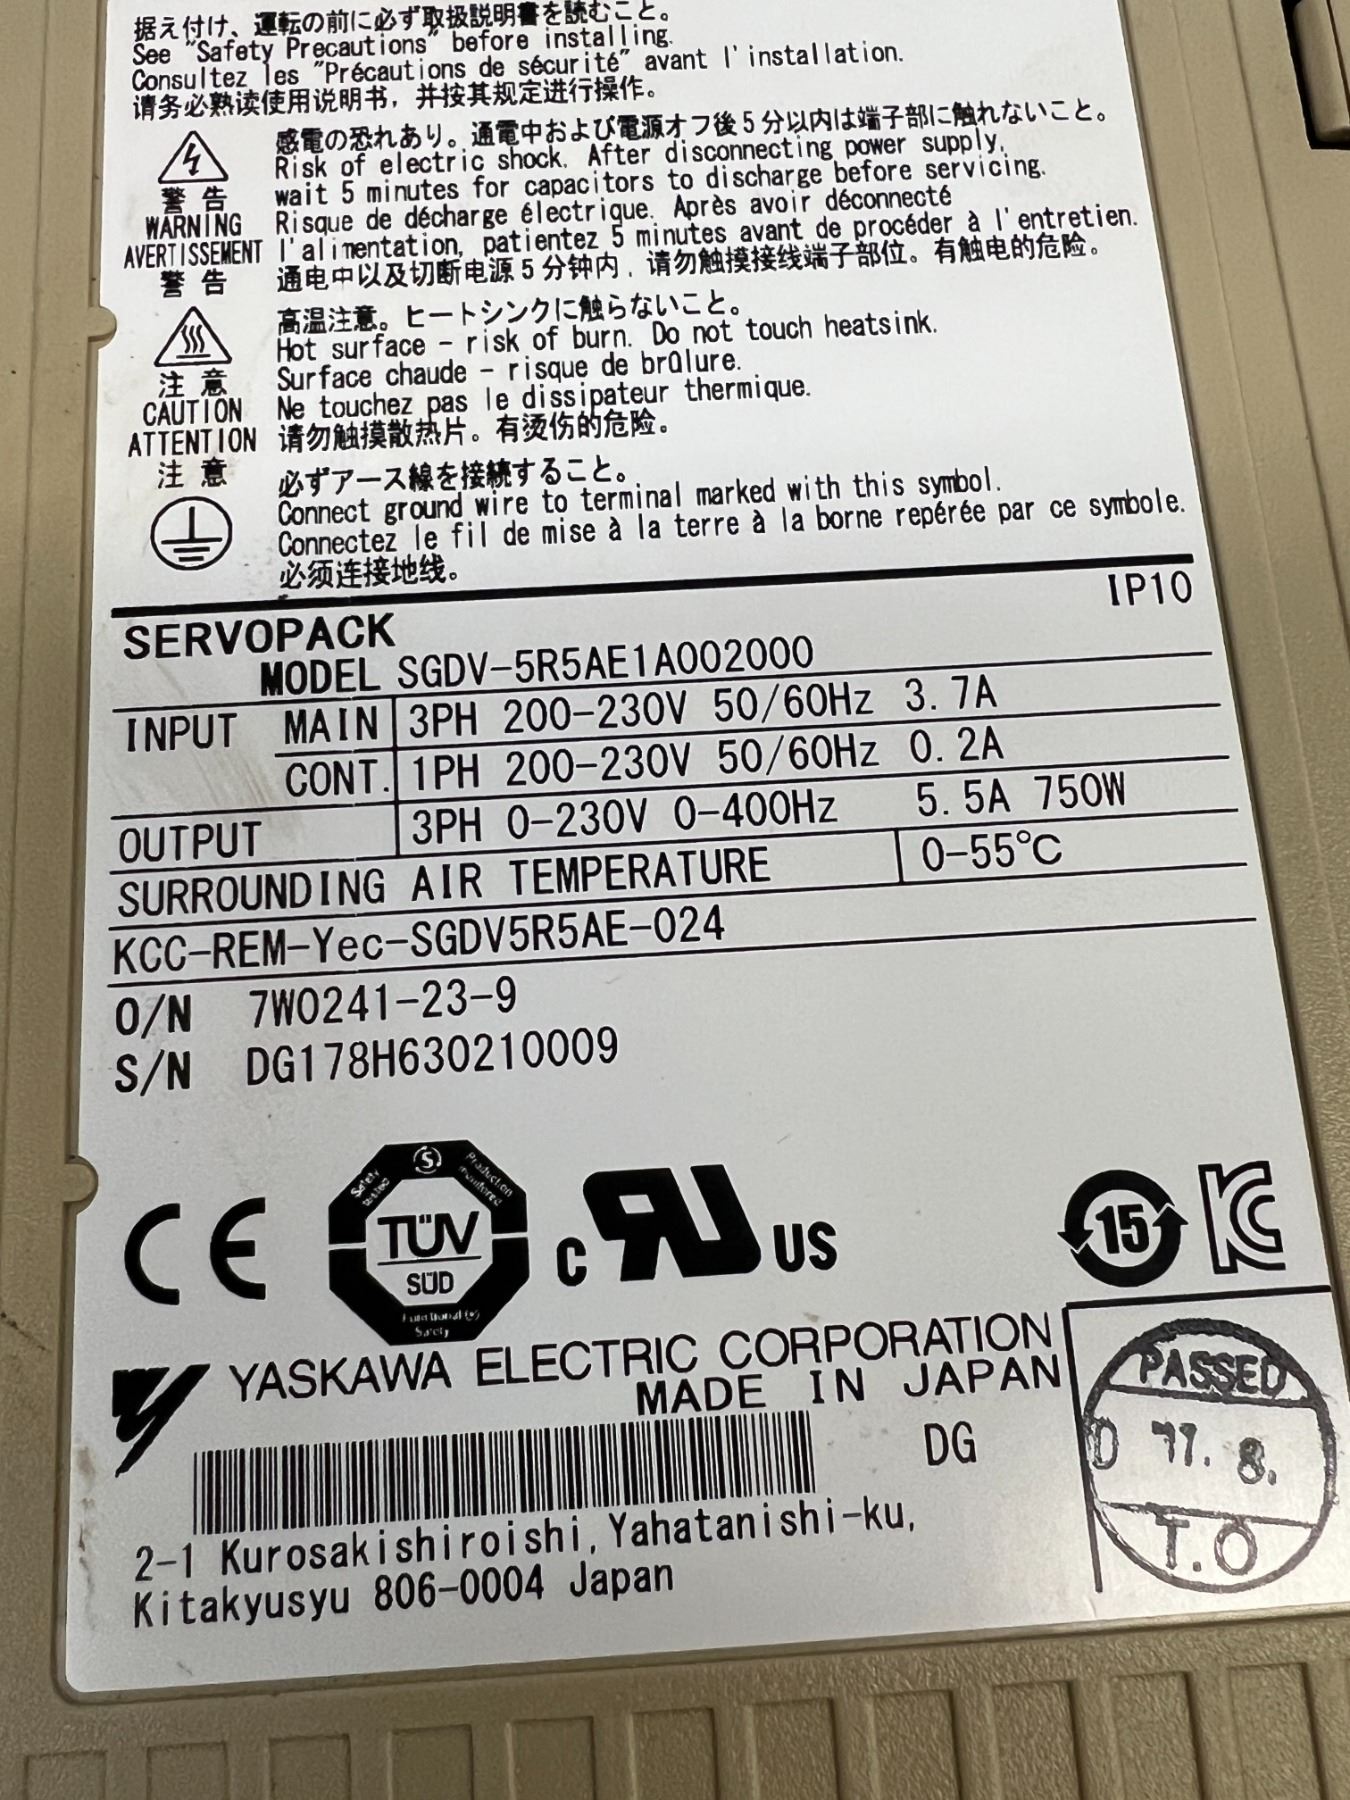 据え付け、運転の前に必ず取扱説明書を読むこと。
See "Safety Precautions" before installing.
Consultez les "Précautions de sécurité" avant l'installation.
请务必熟读使用说明书，并按其规定进行操作。
感電の恐れあり。通電中および電源オフ後5分以内は端子部に触れないこと。
Risk of electric shock. After disconnecting power supply,
wait 5 minutes for capacitors to discharge before servicing.
Risque de décharge électrique. Après avoir déconnecté
l'alimentation, patientez 5 minutes avant de procéder à l'entretien.
通电中以及切断电源5分钟内，请勿触摸接线端子部位。有触电的危险。
警告
WARNING
AVERTISSEMENT
警告
高温注意。ヒートシンクに触らないこと。
Hot surface - risk of burn. Do not touch heatsink.
Surface chaude - risque de brûlure.
Ne touchez pas le dissipateur thermique.
请勿触摸散热片。有烫伤的危险。
注意
CAUTION
ATTENTION
注意
必ずアース線を接続すること。
Connect ground wire to terminal marked with this symbol.
Connectez le fil de mise à la terre à la borne repérée par ce symbole.
必须连接地线。
IP10
SERVOPACK
MODEL SGDV-5R5AE1A002000
INPUT MAIN 3PH 200-230V 50/60Hz 3.7A
CONT. 1PH 200-230V 50/60Hz 0.2A
OUTPUT 3PH 0-230V 0-400Hz 5.5A 750W
SURROUNDING AIR TEMPERATURE 0-55℃
KCC-REM-Yec-SGDV5R5AE-024
O/N 7W0241-23-9
S/N DG178H630210009
CE
Safety tested
S
Production monitored
TÜV
SÜD
Functional
Safety
c RU US
15
KC
YASKAWA ELECTRIC CORPORATION
MADE IN JAPAN
DG
PASSED
D 17. 8.
T.O
2-1 Kurosakishiroishi, Yahatanishi-ku,
Kitakyusyu 806-0004 Japan